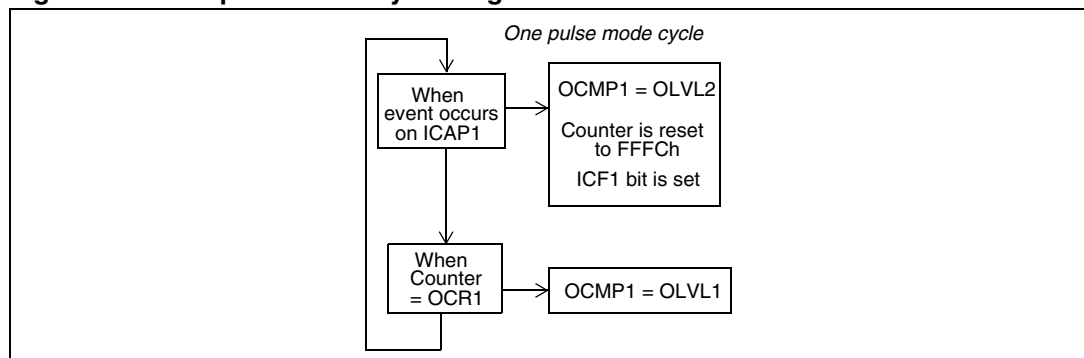 One pulse mode cycle
When
event occurs
on ICAP1
OCMP1 = OLVL2
Counter is reset
to FFFCh
ICF1 bit is set
When
Counter
= OCR1
OCMP1 = OLVL1